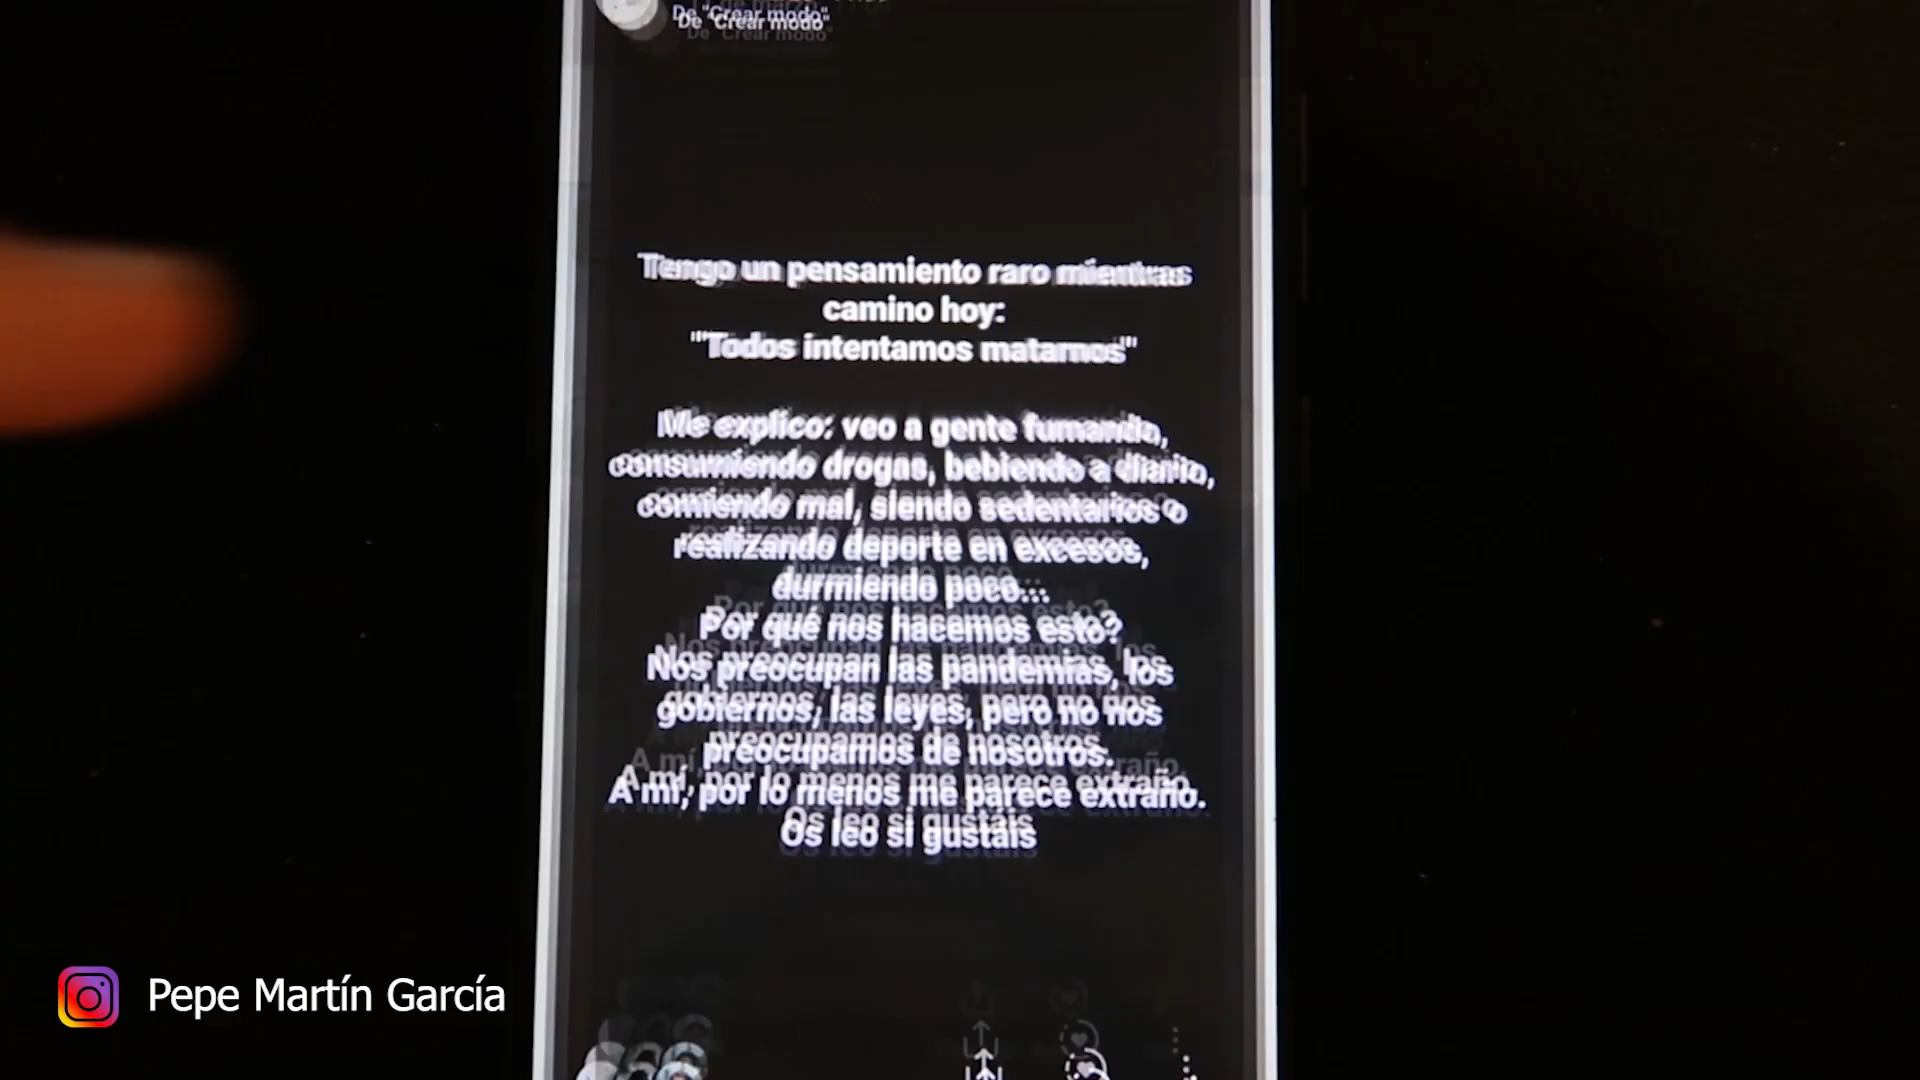 De "Crear modo"
Tengo un pensamiento raro mientras
camino hoy:
"Todos intentamos matarnos"
Me explico: veo a gente fumando,
consumiendo drogas, bebiendo a diario,
comiendo mal, siendo sedentarios o
realizando deporte en excesos,
durmiendo poco...
Por qué nos hacemos esto?
Nos preocupan las pandemias, los
gobiernos, las leyes, pero no nos
preocupamos de nosotros.
A mí, por lo menos me parece extraño.
Os leo si gustáis
Pepe Martín García